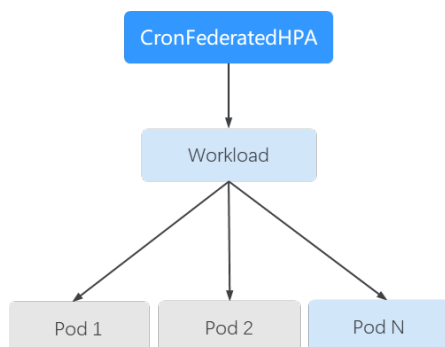 CronFederatedHPA
Workload
Pod 1
Pod 2
Pod N